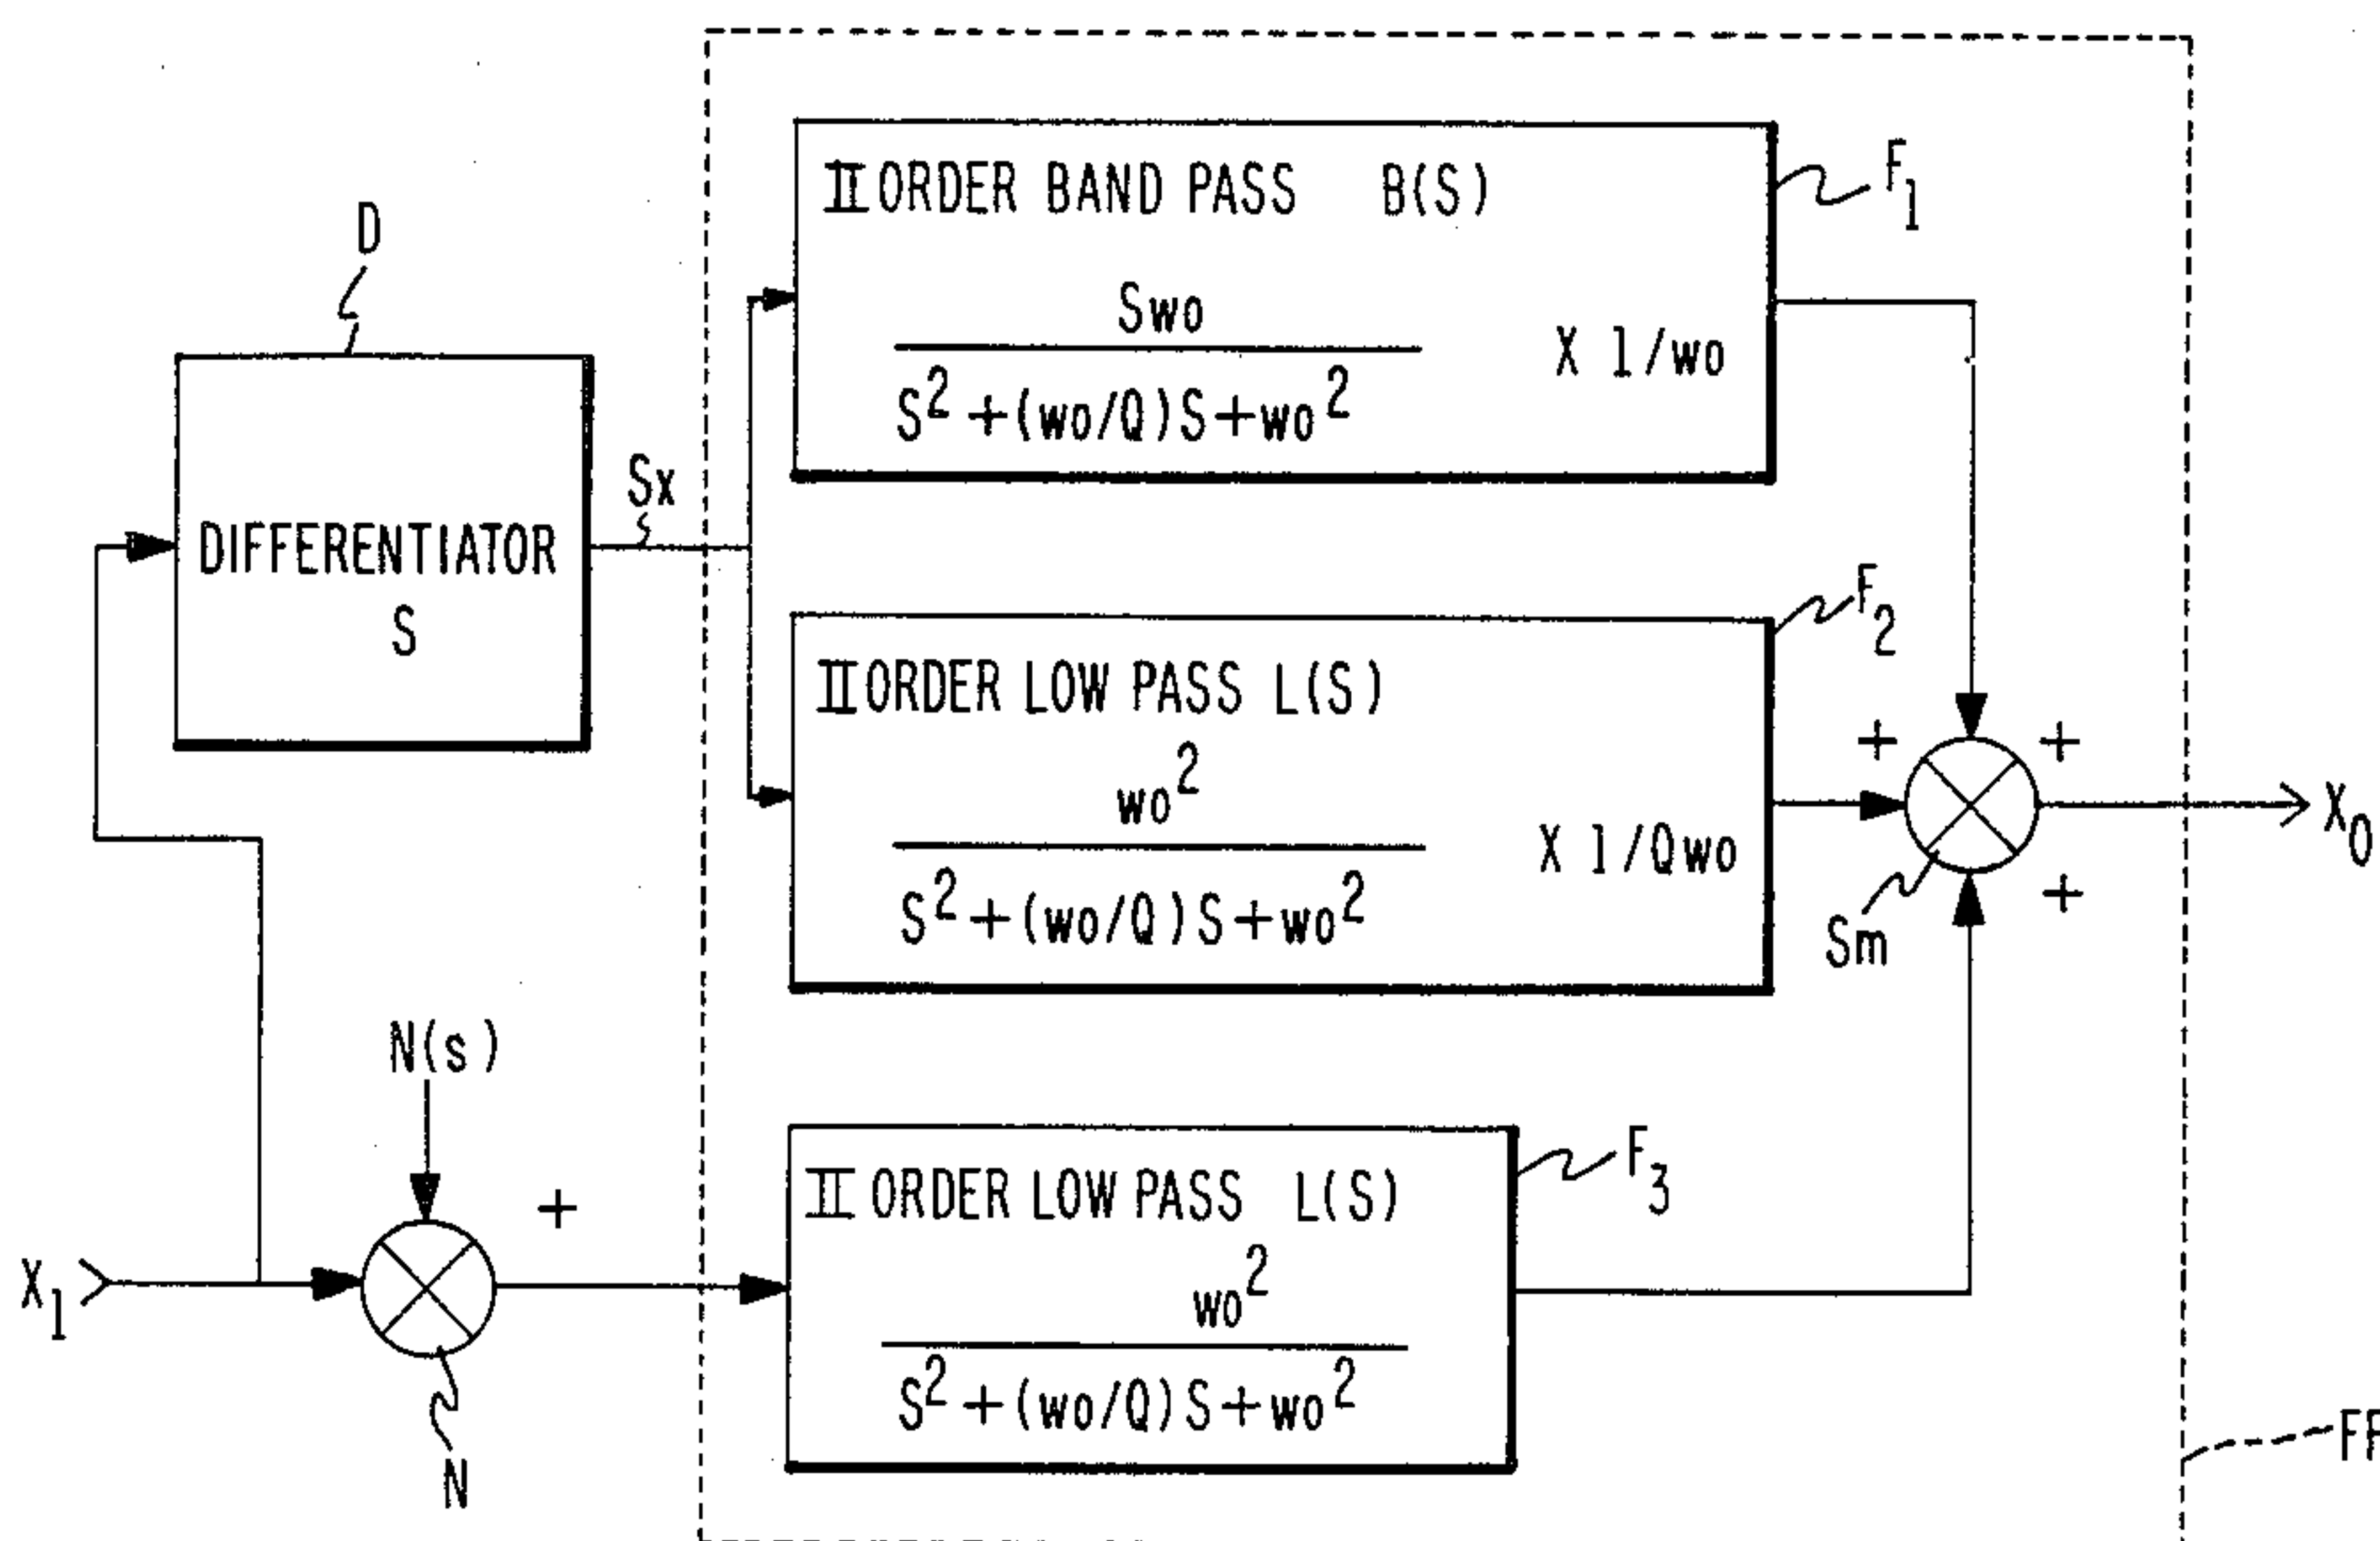 II ORDER BAND PASS B(S)
F1
Swo
S²+(wo/Q)S+wo²
X 1/wo
D
DIFFERENTIATOR
S
Sx
II ORDER LOW PASS L(S)
F2
wo²
S²+(wo/Q)S+wo²
X 1/Qwo
+
+
+
Sm
X0
N(s)
+
X1
N
II ORDER LOW PASS L(S)
F3
wo²
S²+(wo/Q)S+wo²